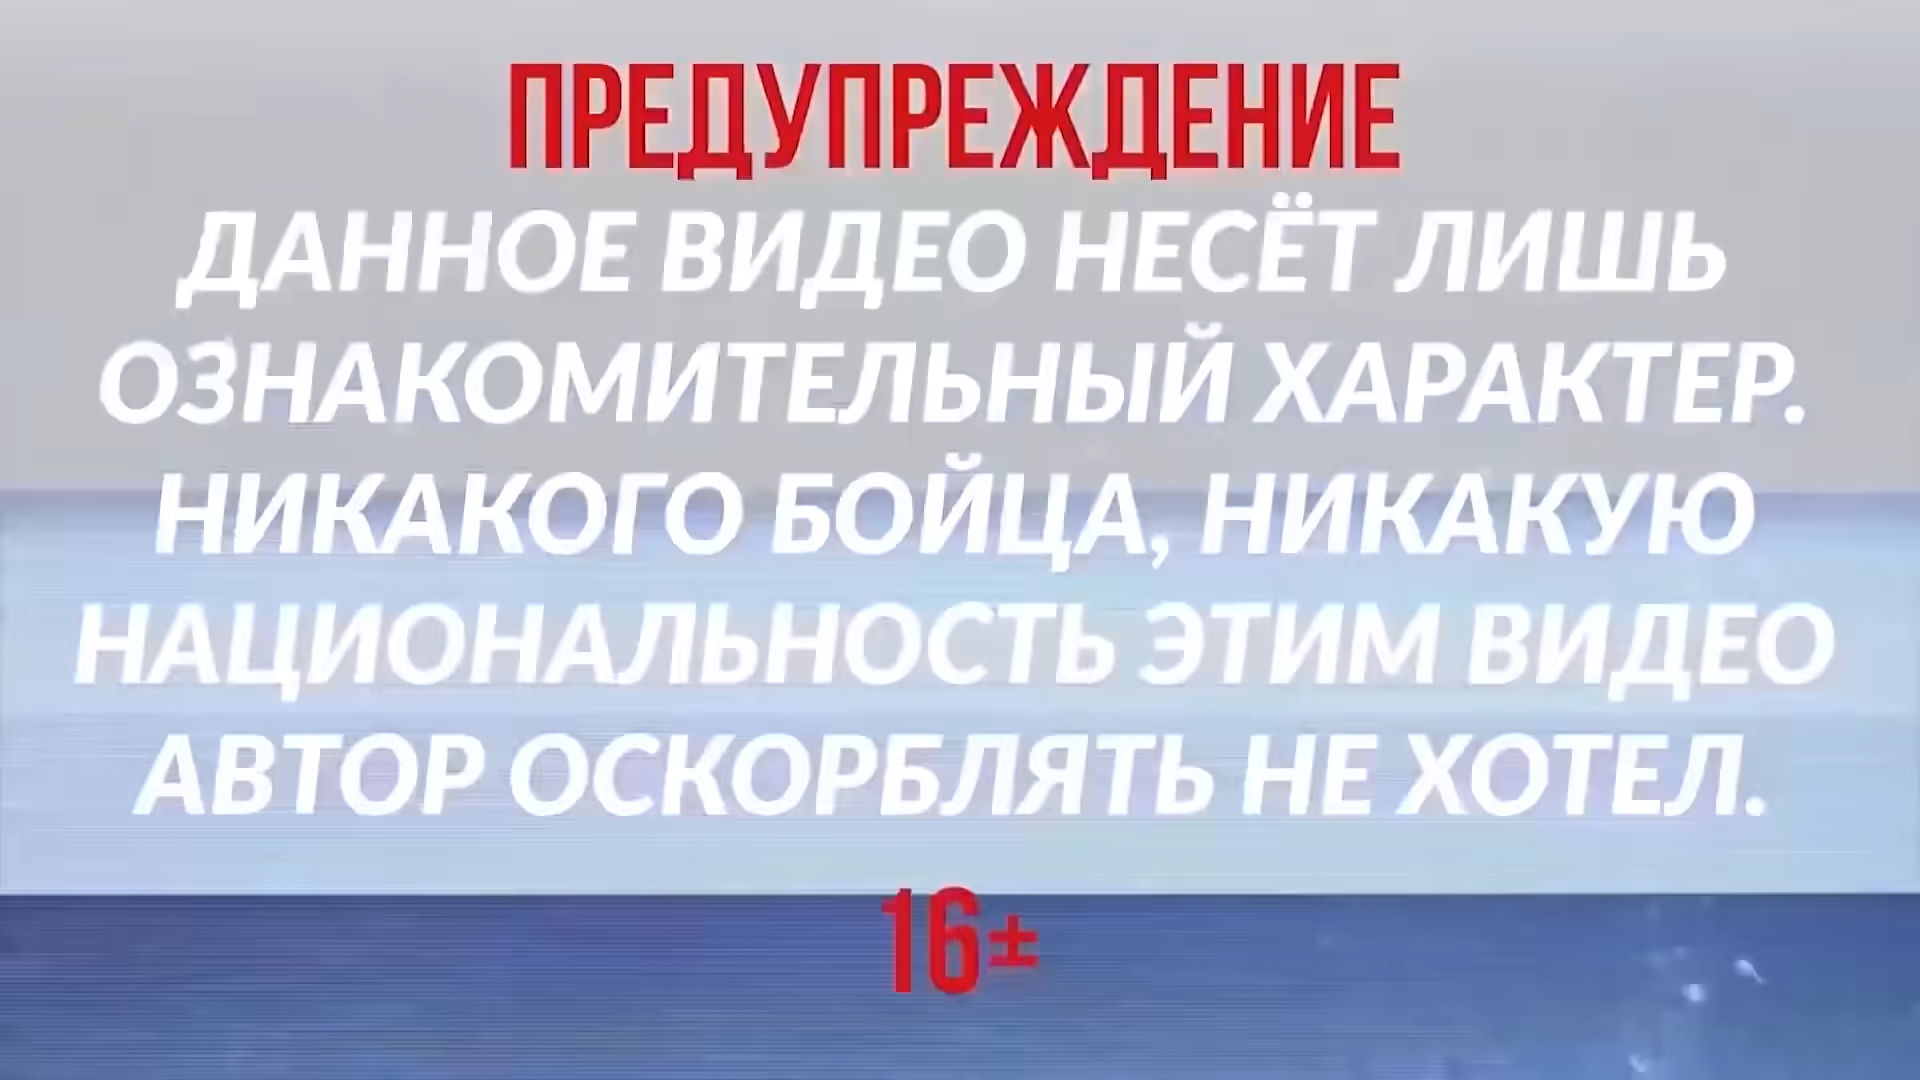 ПРЕДУПРЕЖДЕНИЕ
ДАННОЕ ВИДЕО НЕСЁТ ЛИШЬ
ОЗНАКОМИТЕЛЬНЫЙ ХАРАКТЕР.
НИКАКОГО БОЙЦА, НИКАКУЮ
НАЦИОНАЛЬНОСТЬ ЭТИМ ВИДЕО
АВТОР ОСКОРБЛЯТЬ НЕ ХОТЕЛ.
16±